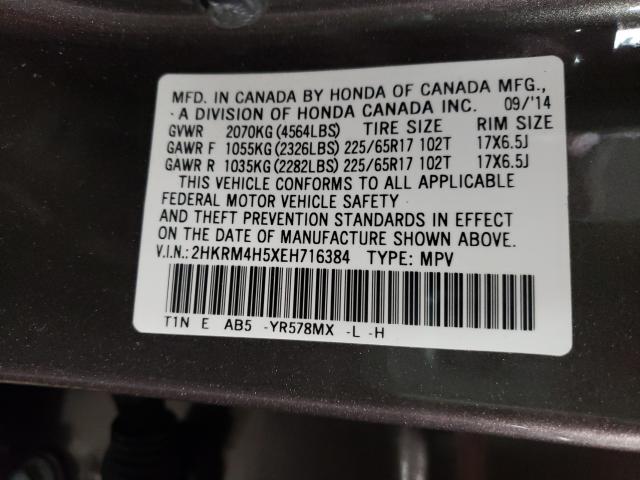 MFD. IN CANADA BY HONDA OF CANADA MFG.,
A DIVISION OF HONDA CANADA INC. 09/'14
GVWR 2070KG (4564LBS) TIRE SIZE RIM SIZE
GAWR F 1055KG (2326LBS) 225/65R17 102T 17X6.5J
GAWR R 1035KG (2282LBS) 225/65R17 102T 17X6.5J
THIS VEHICLE CONFORMS TO ALL APPLICABLE
FEDERAL MOTOR VEHICLE SAFETY
AND THEFT PREVENTION STANDARDS IN EFFECT
ON THE DATE OF MANUFACTURE SHOWN ABOVE.
V.I.N.: 2HKRM4H5XEH716384 TYPE: MPV
T1N E AB5 -YR578MX -L -H